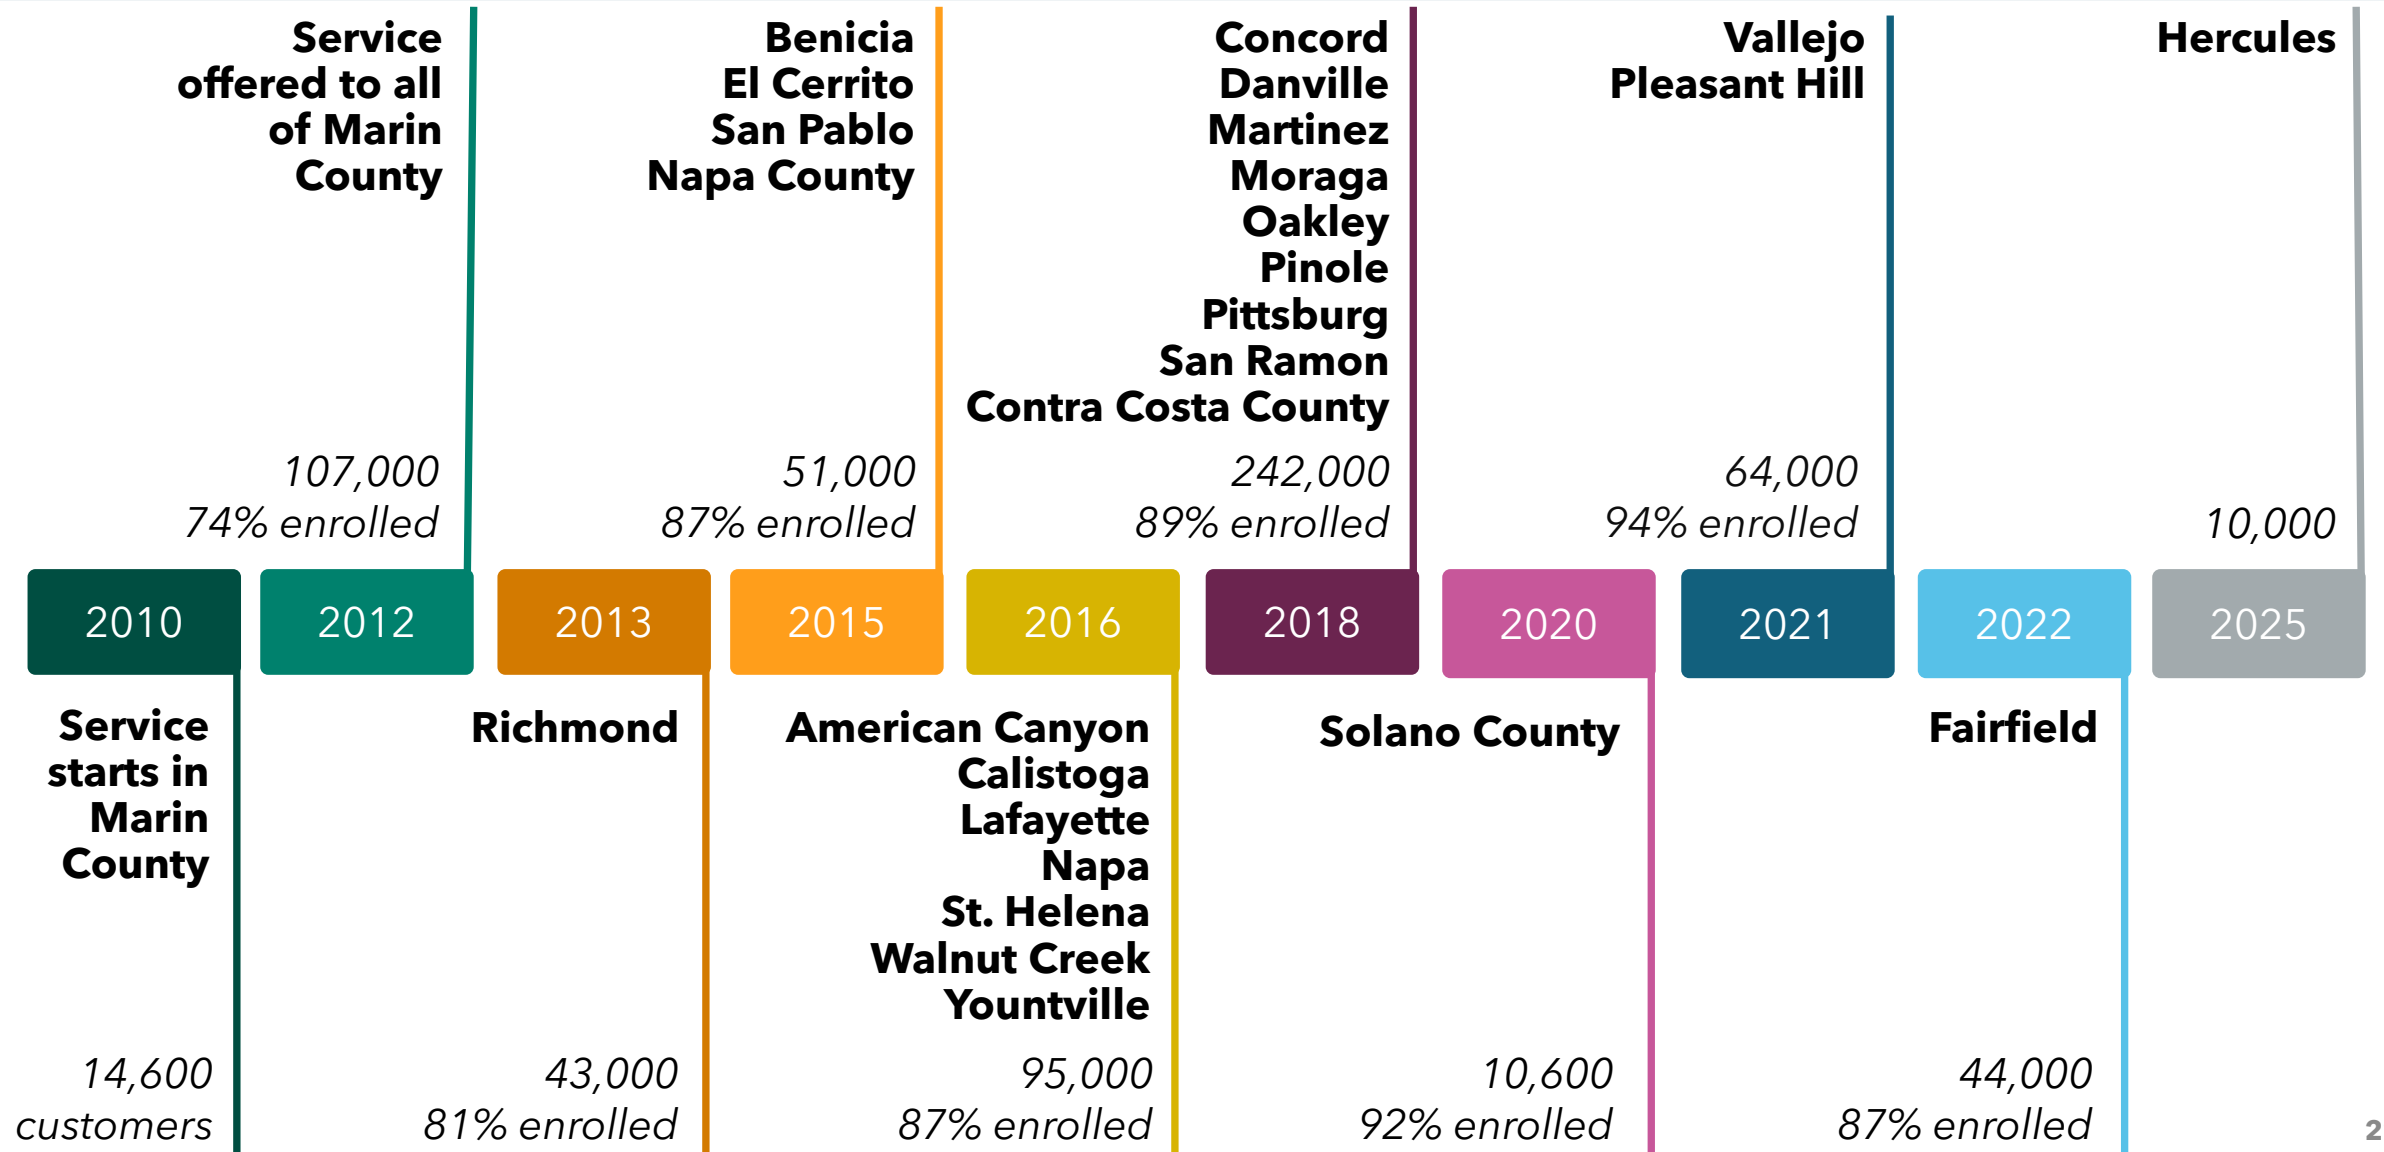 Service
offered to all
of Marin
County
107,000
74% enrolled
Benicia
El Cerrito
San Pablo
Napa County
51,000
87% enrolled
Concord
Danville
Martinez
Moraga
Oakley
Pinole
Pittsburg
San Ramon
Contra Costa County
242,000
89% enrolled
Vallejo
Pleasant Hill
64,000
94% enrolled
Hercules
10,000
2010
2012
2013
2015
2016
2018
2020
2021
2022
2025
Service
starts in
Marin
County
14,600
customers
Richmond
43,000
81% enrolled
American Canyon
Calistoga
Lafayette
Napa
St. Helena
Walnut Creek
Yountville
95,000
87% enrolled
Solano County
10,600
92% enrolled
Fairfield
44,000
87% enrolled
2